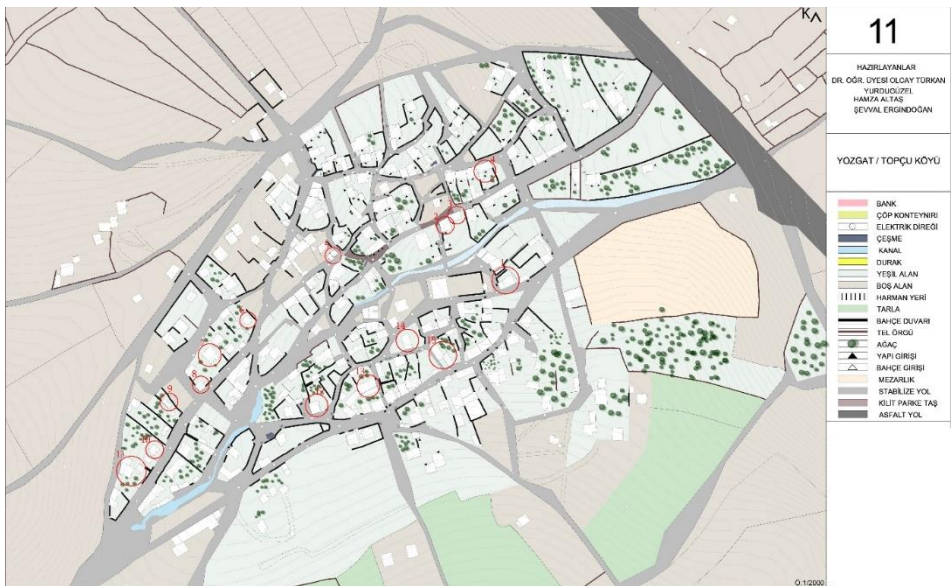 K
11
HAZIRLAYANLAR
DR. ÖĞR. ÜYESİ OLCAY TÜRKAN
YURDUGÜZEL
HAMZA ALTAŞ
ŞEVVAL ERGİNDOĞAN
YOZGAT / TOPÇU KÖYÜ
BANK
ÇÖP KONTEYNIRI
ELEKTRİK DİREĞİ
ÇEŞME
KANAL
DURAK
YEŞİL ALAN
BOŞ ALAN
HARMAN YERİ
TARLA
BAHÇE DUVARI
TEL ÖRGÜ
AĞAÇ
YAPI GİRİŞİ
BAHÇE GİRİŞİ
MEZARLIK
STABİLİZE YOL
KİLİT PARKE TAŞ
ASFALT YOL
9
8
14
Ö:1/2000